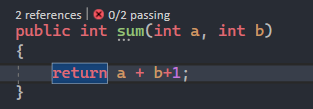 2 references | 0/2 passing
public int sum(int a, int b)
{
    return a + b+1;
}